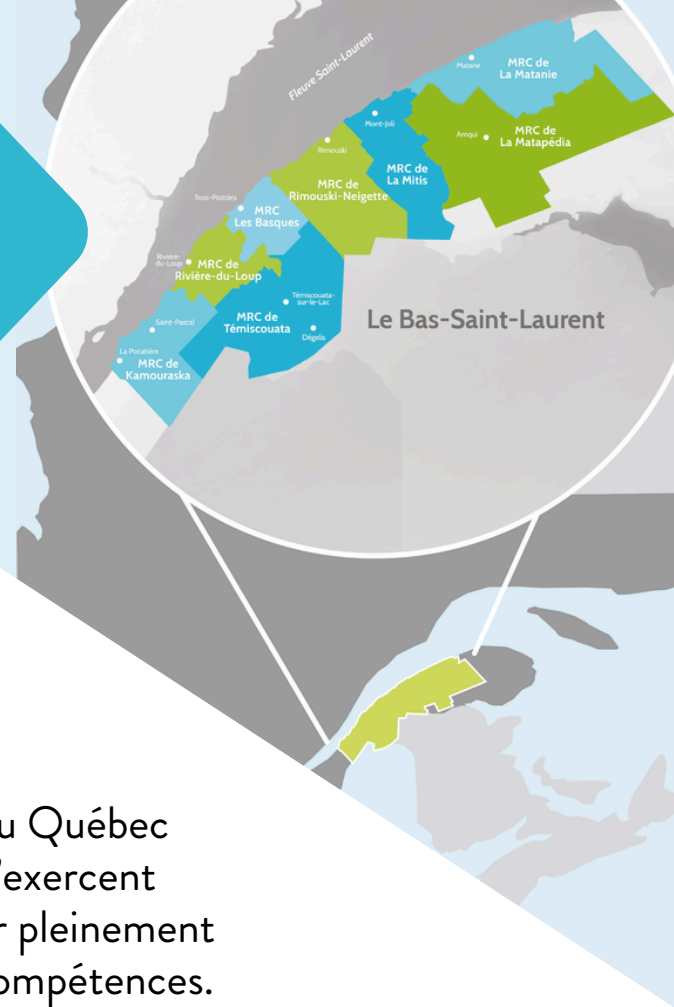 Fleuve Saint-Laurent
Matane
MRC de
La Matanie
Mont-Joli
Amqui
MRC de
La Matapédia
Rimouski
MRC de
La Mitis
MRC de
Rimouski-Neigette
Trois-Pistoles
MRC
Les Basques
Rivière-
du-Loup
MRC de
Rivière-du-Loup
Témiscouata-
sur-le-Lac
MRC de
Témiscouata
Dégelis
Saint-Pascal
La Pocatière
MRC de
Kamouraska
Le Bas-Saint-Laurent
u Québec
'exercent
r pleinement
ompétences.